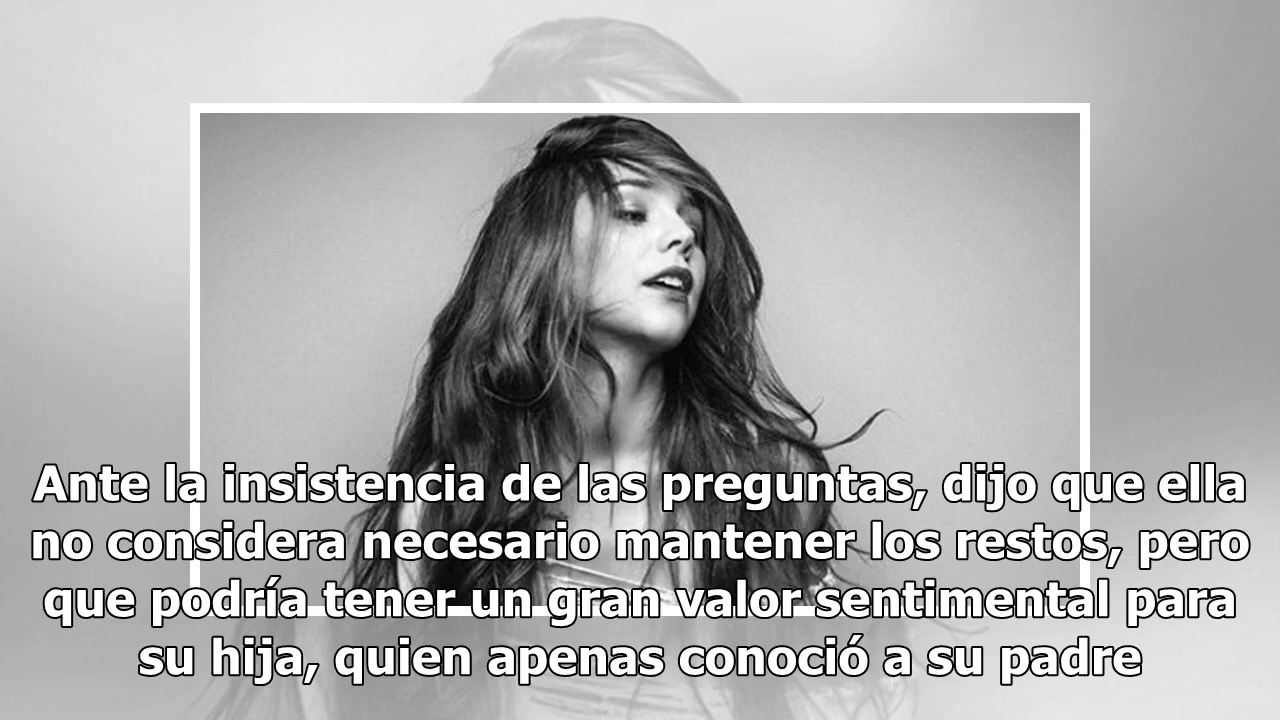 Ante la insistencia de las preguntas, dijo que ella
no considera necesario mantener los restos, pero
que podría tener un gran valor sentimental para
su hija, quien apenas conoció a su padre